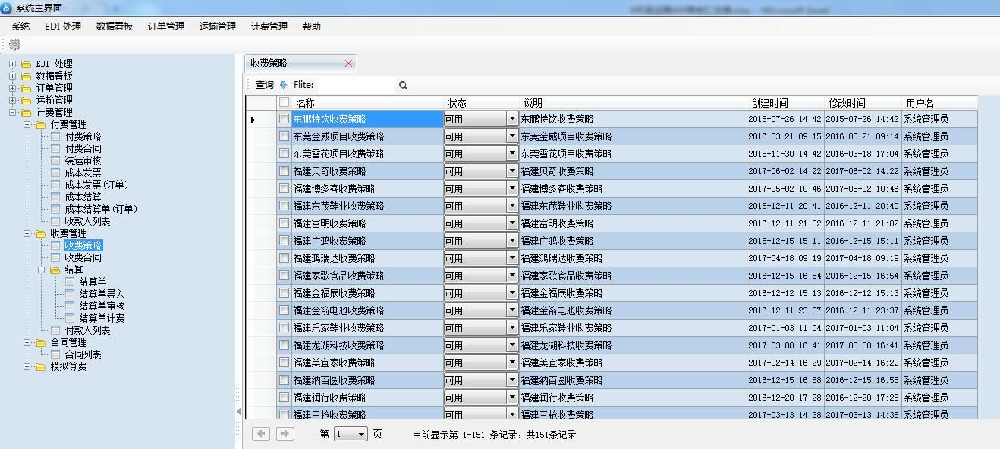 系统主界面
系统 EDI 处理 数据看板 订单管理 运输管理 计费管理 帮助
EDI 处理
数据看板
订单管理
运输管理
计费管理
付费管理
付费策略
付费合同
装运审核
成本发票
成本发票(订单)
成本结算
成本结算单(订单)
收款人列表
收费管理
收费策略
收费合同
结算
结算单
结算单导入
结算单审核
结算单计费
付款人列表
合同管理
合同列表
模拟算费
收费策略
查询 Flite:
名称 状态 说明 创建时间 修改时间 用户名
东鹏特饮收费策略 可用 东鹏特饮收费策略 2015-07-26 14:42 2015-07-26 14:42 系统管理员
东莞金威项目收费策略 可用 东莞金威项目收费策略 2016-03-21 09:15 2016-03-21 09:14 系统管理员
东莞雪花项目收费策略 可用 东莞雪花项目收费策略 2015-11-30 14:42 2016-03-18 17:04 系统管理员
福建贝奇收费策略 可用 福建贝奇收费策略 2017-06-02 14:22 2017-06-02 14:22 系统管理员
福建博多客收费策略 可用 福建博多客收费策略 2017-05-02 10:46 2017-05-02 10:46 系统管理员
福建东茂鞋业收费策略 可用 福建东茂鞋业收费策略 2016-12-11 20:41 2016-12-11 20:40 系统管理员
福建富明收费策略 可用 福建富明收费策略 2016-12-11 21:02 2016-12-11 21:02 系统管理员
福建广鸿收费策略 可用 福建广鸿收费策略 2016-12-15 15:11 2016-12-15 15:11 系统管理员
福建鸿瑞达收费策略 可用 福建鸿瑞达收费策略 2017-04-18 09:19 2017-04-18 09:19 系统管理员
福建家歌食品收费策略 可用 福建家歌食品收费策略 2016-12-15 16:54 2016-12-15 16:54 系统管理员
福建金福辰收费策略 可用 福建金福辰收费策略 2016-12-12 15:13 2016-12-12 15:13 系统管理员
福建金箭电池收费策略 可用 福建金箭电池收费策略 2016-12-11 23:37 2016-12-11 23:37 系统管理员
福建乐家鞋业收费策略 可用 福建乐家鞋业收费策略 2017-01-03 11:04 2017-01-03 11:04 系统管理员
福建龙湖科技收费策略 可用 福建龙湖科技收费策略 2017-03-08 16:41 2017-03-08 16:41 系统管理员
福建美宜家收费策略 可用 福建美宜家收费策略 2017-02-14 16:29 2017-02-14 16:29 系统管理员
福建纳百圆收费策略 可用 福建纳百圆收费策略 2016-12-15 16:58 2016-12-15 16:58 系统管理员
福建润行收费策略 可用 福建润行收费策略 2016-12-20 17:28 2016-12-20 17:28 系统管理员
福建三枪收费策略 可用 福建三枪收费策略 2017-03-13 14:38 2017-03-13 14:38 系统管理员
第 1 页 当前显示第 1-151 条记录，共151条记录